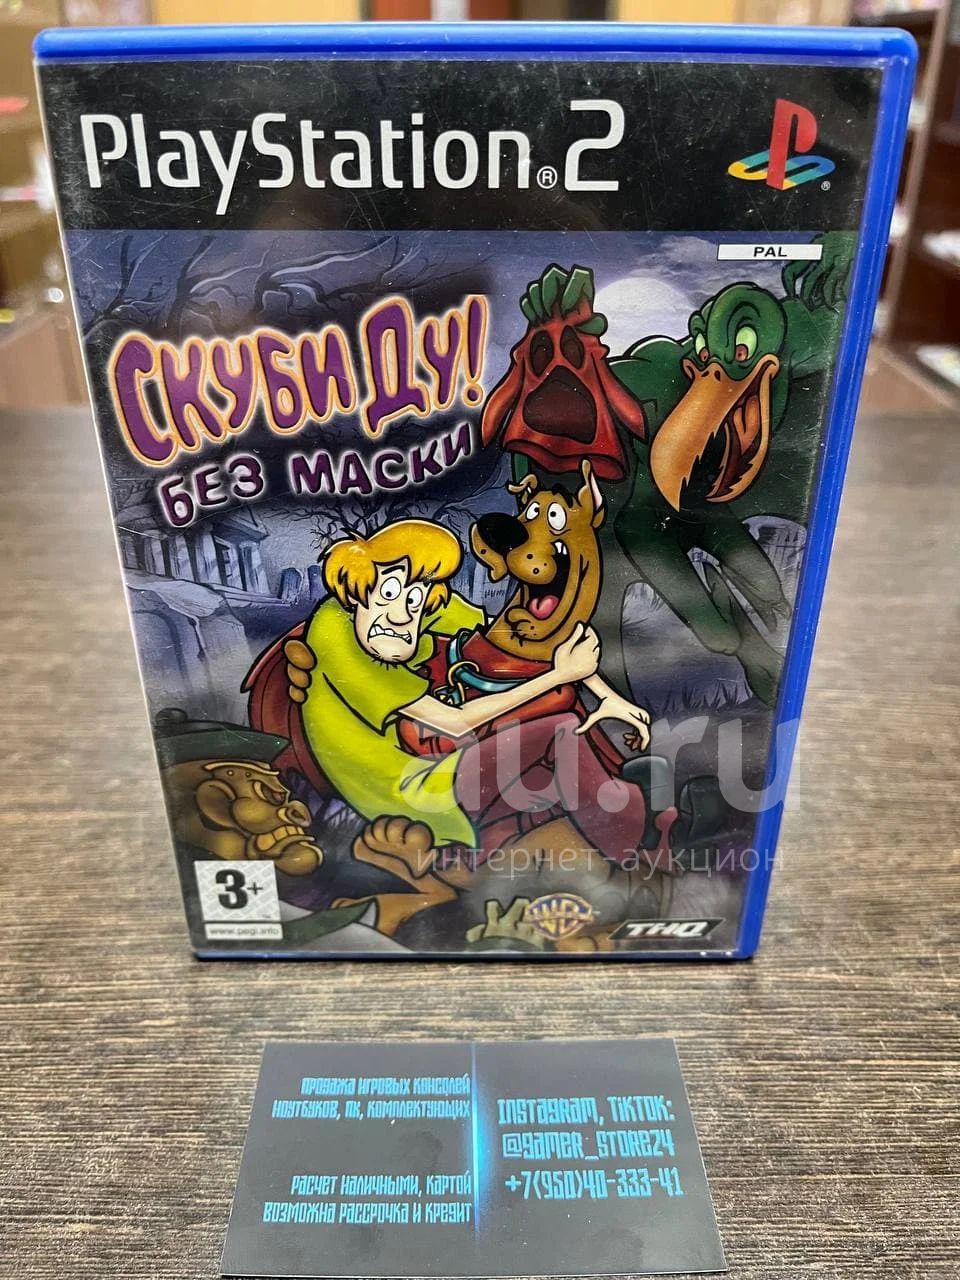 PlayStation®2
PAL
СКУБИ ДУ!
БЕЗ МАСКИ
au.ru
интернет-аукцион
3+
www.pegi.info
WB
THQ
ПРОДАЖА ИГРОВЫХ КОНСОЛЕЙ
НОУТБУКОВ, ПК, КОМПЛЕКТУЮЩИХ
РАСЧЕТ НАЛИЧНЫМИ, КАРТОЙ
ВОЗМОЖНА РАССРОЧКА И КРЕДИТ
INSTAGRAM, TIKTOK:
@GAMER_STORE24
+7(950)40-333-41